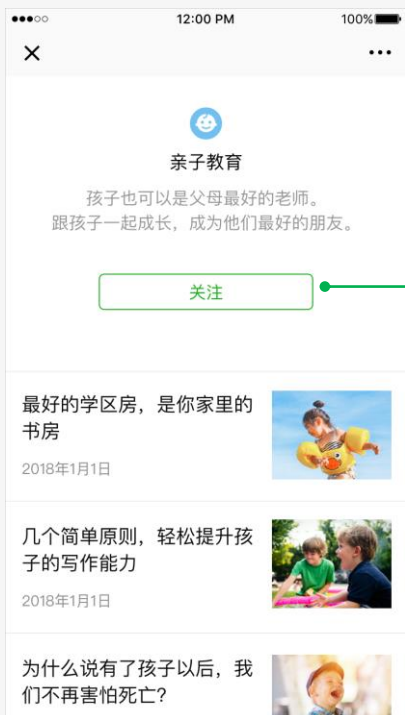 12:00 PM
100%
亲子教育
孩子也可以是父母最好的老师。
跟孩子一起成长，成为他们最好的朋友。
关注
最好的学区房，是你家里的
书房
2018年1月1日
几个简单原则，轻松提升孩
子的写作能力
2018年1月1日
为什么说有了孩子以后，我
们不再害怕死亡？